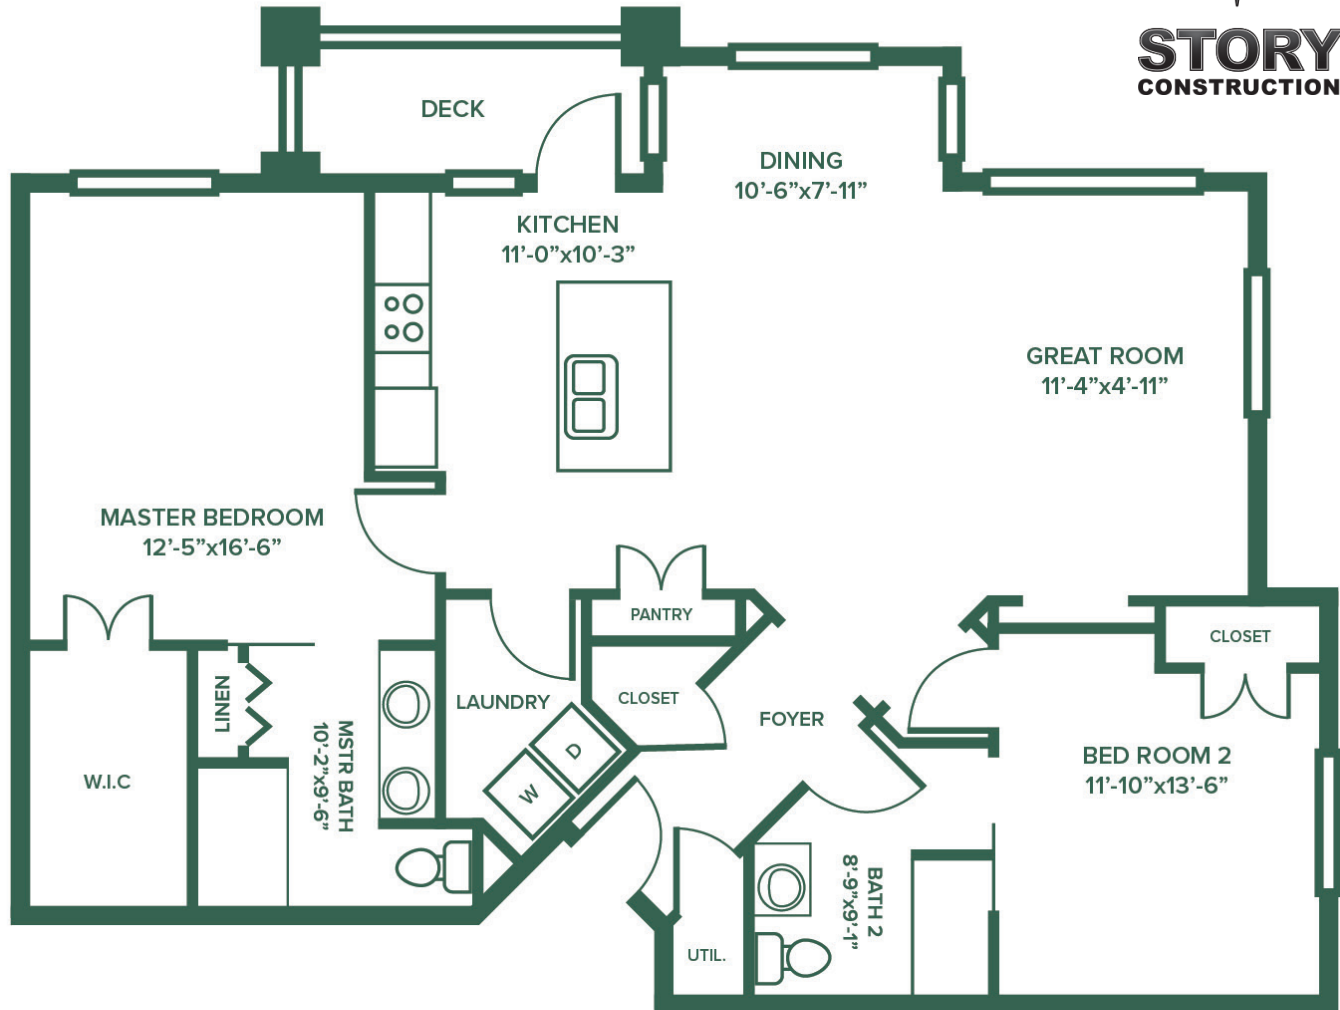 STORY
CONSTRUCTION
DECK
DINING
10’-6”x7’-11”
KITCHEN
11’-0”x10’-3”
GREAT ROOM
11’-4”x4’-11”
MASTER BEDROOM
12’-5”x16’-6”
PANTRY
CLOSET
LINEN
LAUNDRY
CLOSET
FOYER
MSTR BATH
10’-2”x9’-6”
D
W
W.I.C
BED ROOM 2
11’-10”x13’-6”
BATH 2
8’-9”x9’-1”
UTIL.